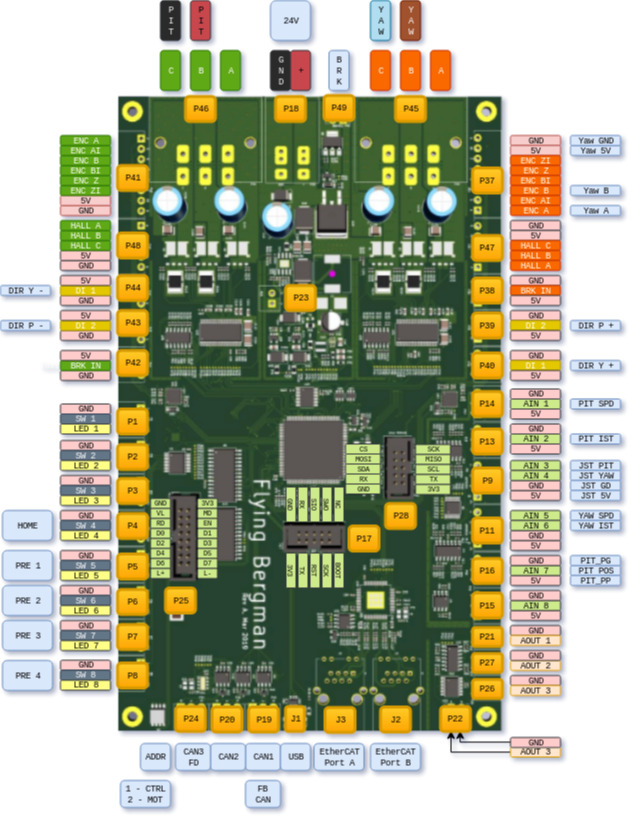 PIT
PIT
24V
YAW
YAW
C
B
A
GND
+
BRK
C
B
A
P46
P18
P49
P45
ENC A
ENC AI
ENC B
ENC BI
ENC Z
ENC ZI
5V
GND
P41
HALL A
HALL B
HALL C
5V
GND
P48
DIR Y -
5V
DI 1
GND
P44
DIR P -
5V
DI 2
GND
P43
5V
BRK IN
GND
P42
P23
P37
GND
5V
ENC ZI
ENC Z
ENC BI
ENC B
ENC AI
ENC A
Yaw GND
Yaw 5V
Yaw B
Yaw A
P47
GND
5V
HALL C
HALL B
HALL A
P38
GND
BRK IN
5V
P39
GND
DI 2
5V
DIR P +
P40
GND
DI 1
5V
DIR Y +
P14
GND
AIN 1
5V
PIT SPD
P13
GND
AIN 2
5V
PIT IST
P9
AIN 3
AIN 4
GND
5V
JST PIT
JST YAW
JST GD
JST 5V
P11
AIN 5
AIN 6
GND
5V
YAW SPD
YAW IST
P16
GND
AIN 7
5V
PIT_PG
PIT POS
PIT_PP
P15
GND
AIN 8
5V
P21
GND
AOUT 1
P27
GND
AOUT 2
P26
GND
AOUT 3
GND
SW 1
LED 1
P1
GND
SW 2
LED 2
P2
GND
SW 3
LED 3
P3
HOME
GND
SW 4
LED 4
P4
PRE 1
GND
SW 5
LED 5
P5
PRE 2
GND
SW 6
LED 6
P6
PRE 3
GND
SW 7
LED 7
P7
PRE 4
GND
SW 8
LED 8
P8
CS
MOSI
SDA
RX
GND
SCK
MISO
SCL
TX
3V3
P28
GND
RX
SIO
SWO
NC
3V3
TX
RST
SCK
BOOT
P17
GND
VL
RD
D0
D2
D4
D6
L+
3V3
MD
EN
D1
D3
D5
D7
L-
P25
Flying Bergman
Rev A, Mar 2019
P24
P20
P19
J1
J3
J2
P22
GND
AOUT 3
ADDR
CAN3 FD
CAN2
CAN1
USB
EtherCAT Port A
EtherCAT Port B
1 - CTRL
2 - MOT
FB
CAN